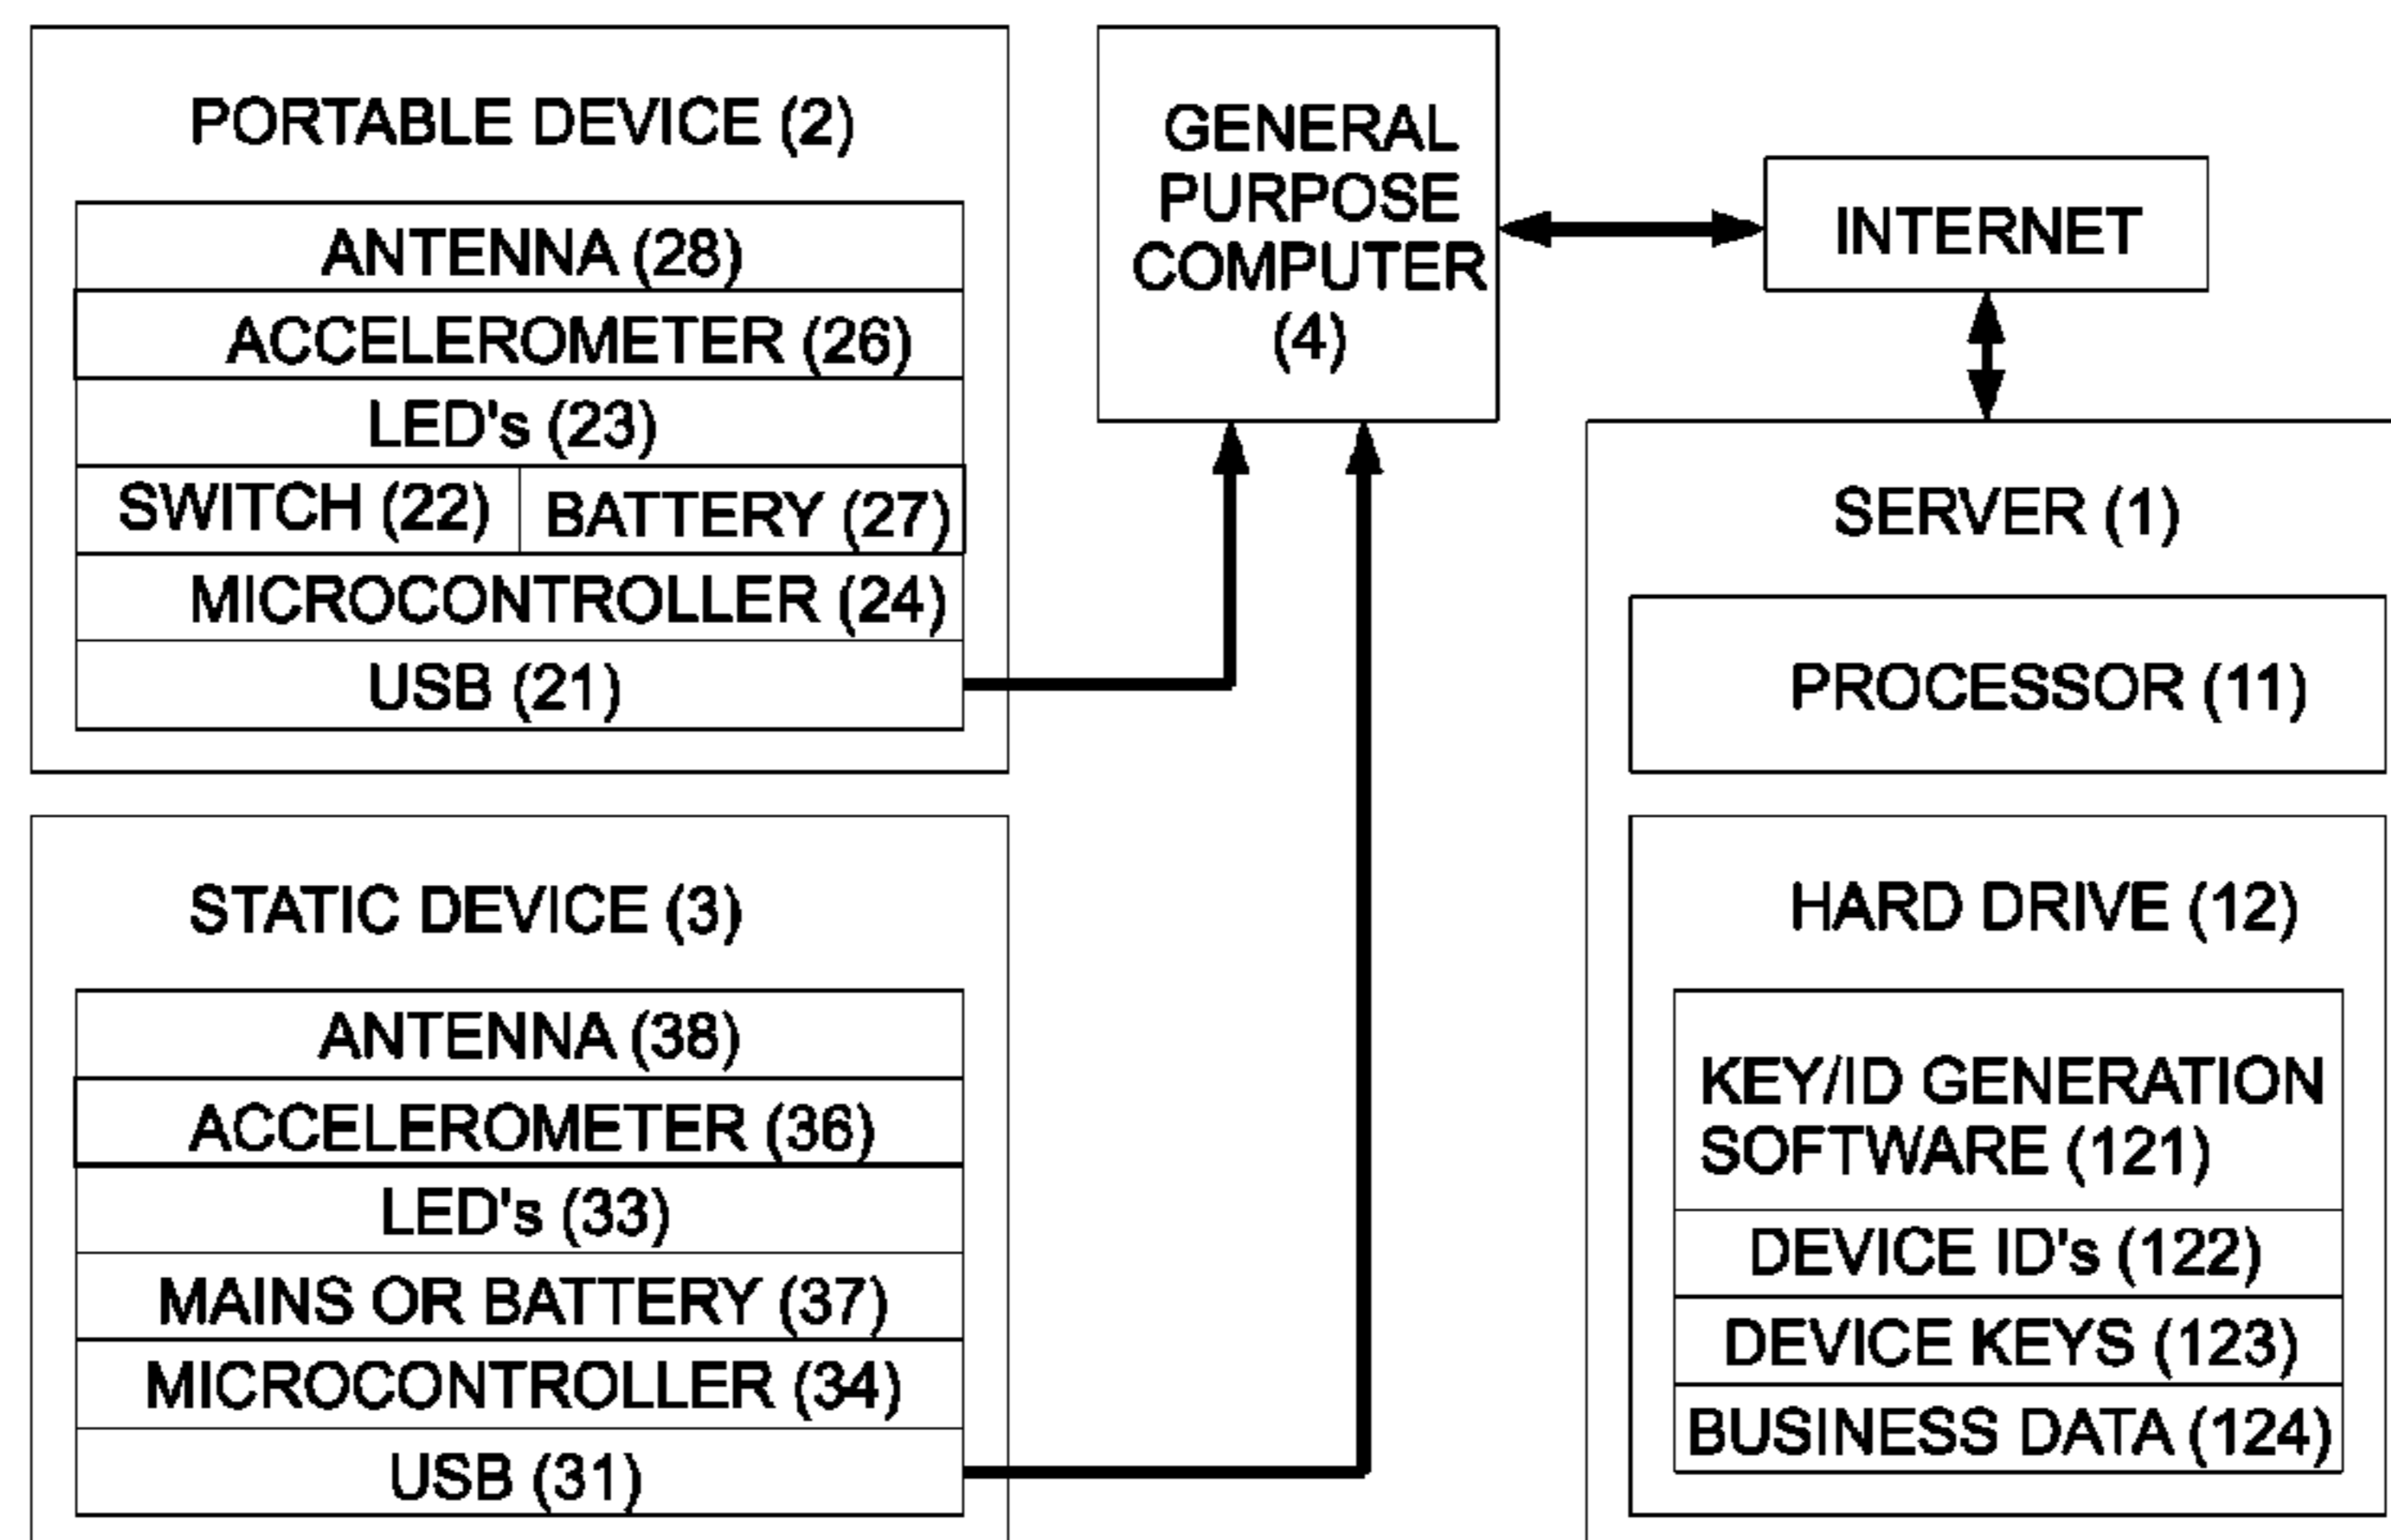 PORTABLE DEVICE (2)
ANTENNA (28)
ACCELEROMETER (26)
LED's (23)
SWITCH (22)
BATTERY (27)
MICROCONTROLLER (24)
USB (21)
STATIC DEVICE (3)
ANTENNA (38)
ACCELEROMETER (36)
LED's (33)
MAINS OR BATTERY (37)
MICROCONTROLLER (34)
USB (31)
GENERAL
PURPOSE
COMPUTER
(4)
INTERNET
SERVER (1)
PROCESSOR (11)
HARD DRIVE (12)
KEY/ID GENERATION
SOFTWARE (121)
DEVICE ID's (122)
DEVICE KEYS (123)
BUSINESS DATA (124)